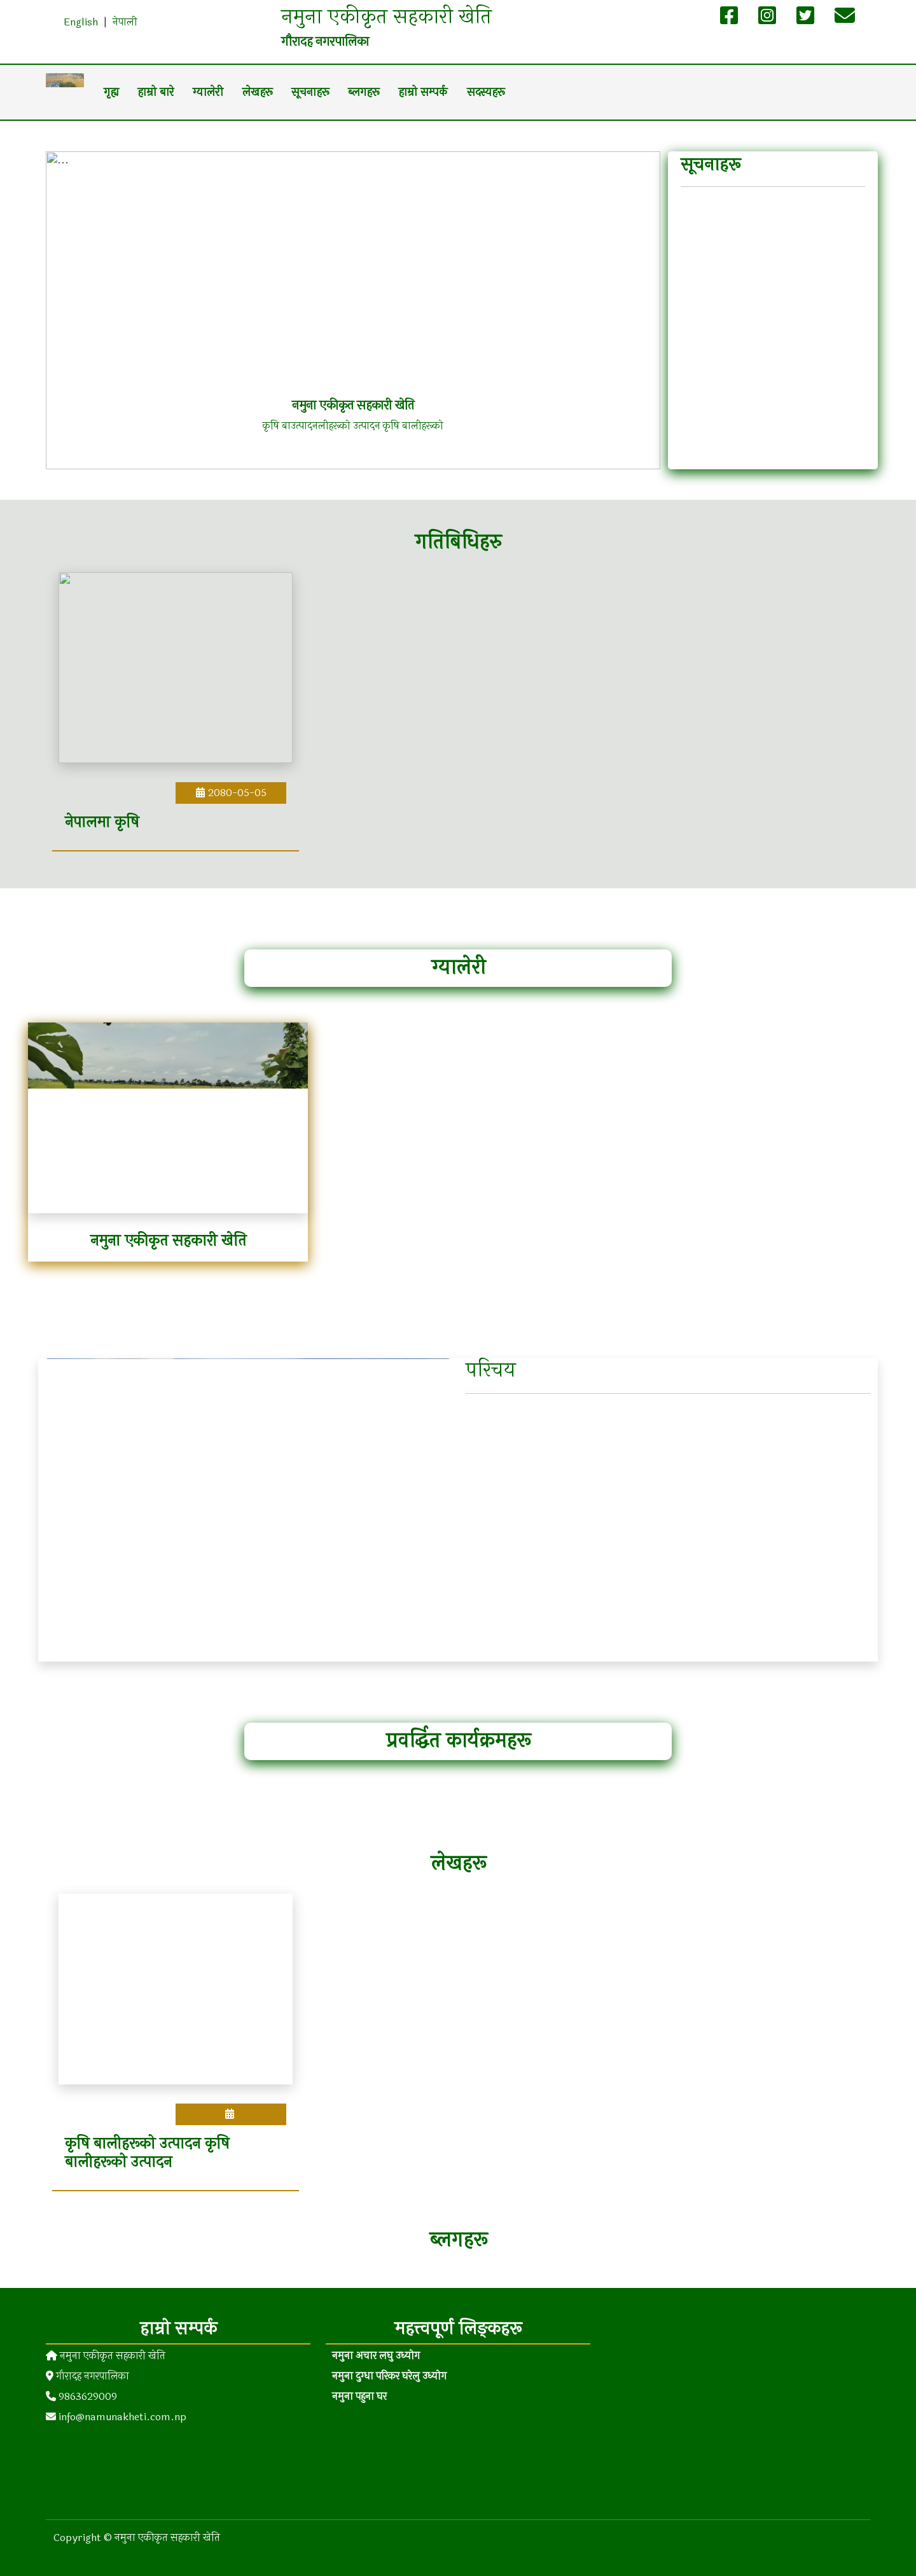 English | नेपाली
नमुना एकीकृत सहकारी खेति
गौरादह नगरपालिका
गृह्म हाम्रो बारे ग्यालेरी लेखहरु सूचनाहरु ब्लगहरु हाम्रो सम्पर्क सदस्यहरु
...
सूचनाहरू
नमुना एकीकृत सहकारी खेति
कृषि बाउत्पादनलीहरूको उत्पादन कृषि बालीहरूको
गतिबिधिहरु
2080-05-05
नेपालमा कृषि
ग्यालेरी
नमुना एकीकृत सहकारी खेति
परिचय
प्रवर्द्धित कार्यक्रमहरू
लेखहरू
कृषि बालीहरूको उत्पादन कृषि
बालीहरूको उत्पादन
ब्लगहरू
हाम्रो सम्पर्क
नमुना एकीकृत सहकारी खेति
गौरादह नगरपालिका
9863629009
info@namunakheti.com.np
महत्त्वपूर्ण लिङ्कहरू
नमुना अचार लघु उध्योग
नमुना दुग्धा परिकर घरेलु उध्योग
नमुना पहुना घर
Copyright © नमुना एकीकृत सहकारी खेति